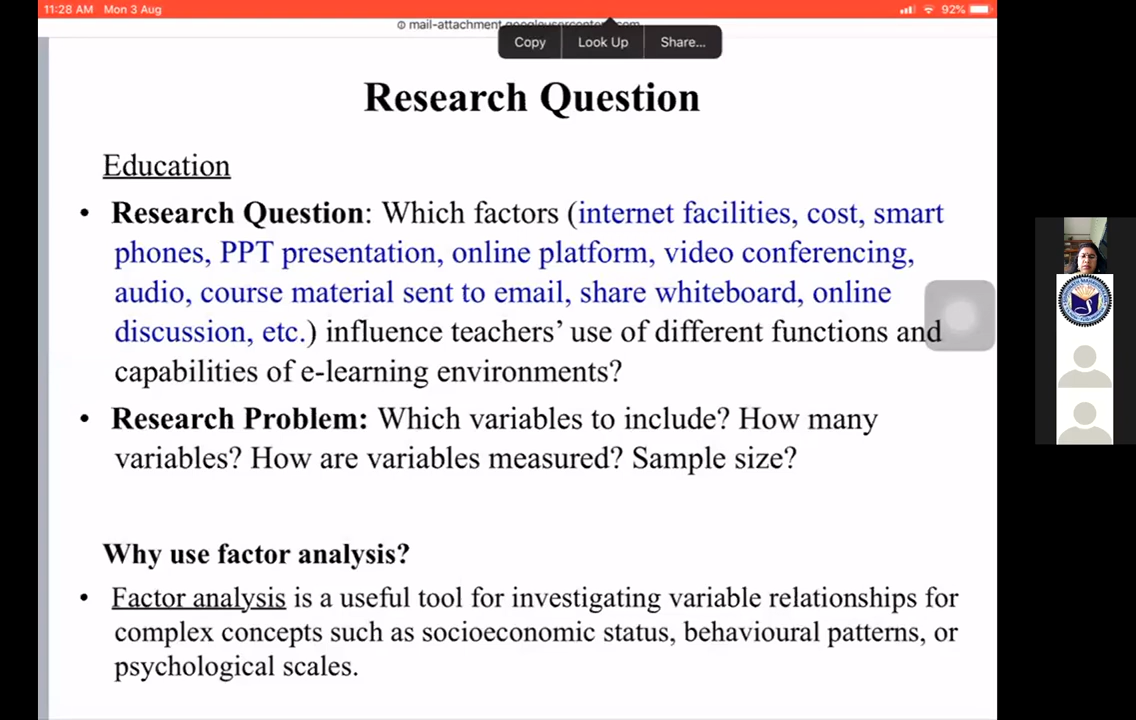 11:28 AM Mon 3 Aug
92%
mail-attachment.googleusercontent.com
Copy Look Up Share...
Research Question
Education
• Research Question: Which factors (internet facilities, cost, smart
phones, PPT presentation, online platform, video conferencing,
audio, course material sent to email, share whiteboard, online
discussion, etc.) influence teachers’ use of different functions and
capabilities of e-learning environments?
• Research Problem: Which variables to include? How many
variables? How are variables measured? Sample size?
Why use factor analysis?
• Factor analysis is a useful tool for investigating variable relationships for
complex concepts such as socioeconomic status, behavioural patterns, or
psychological scales.